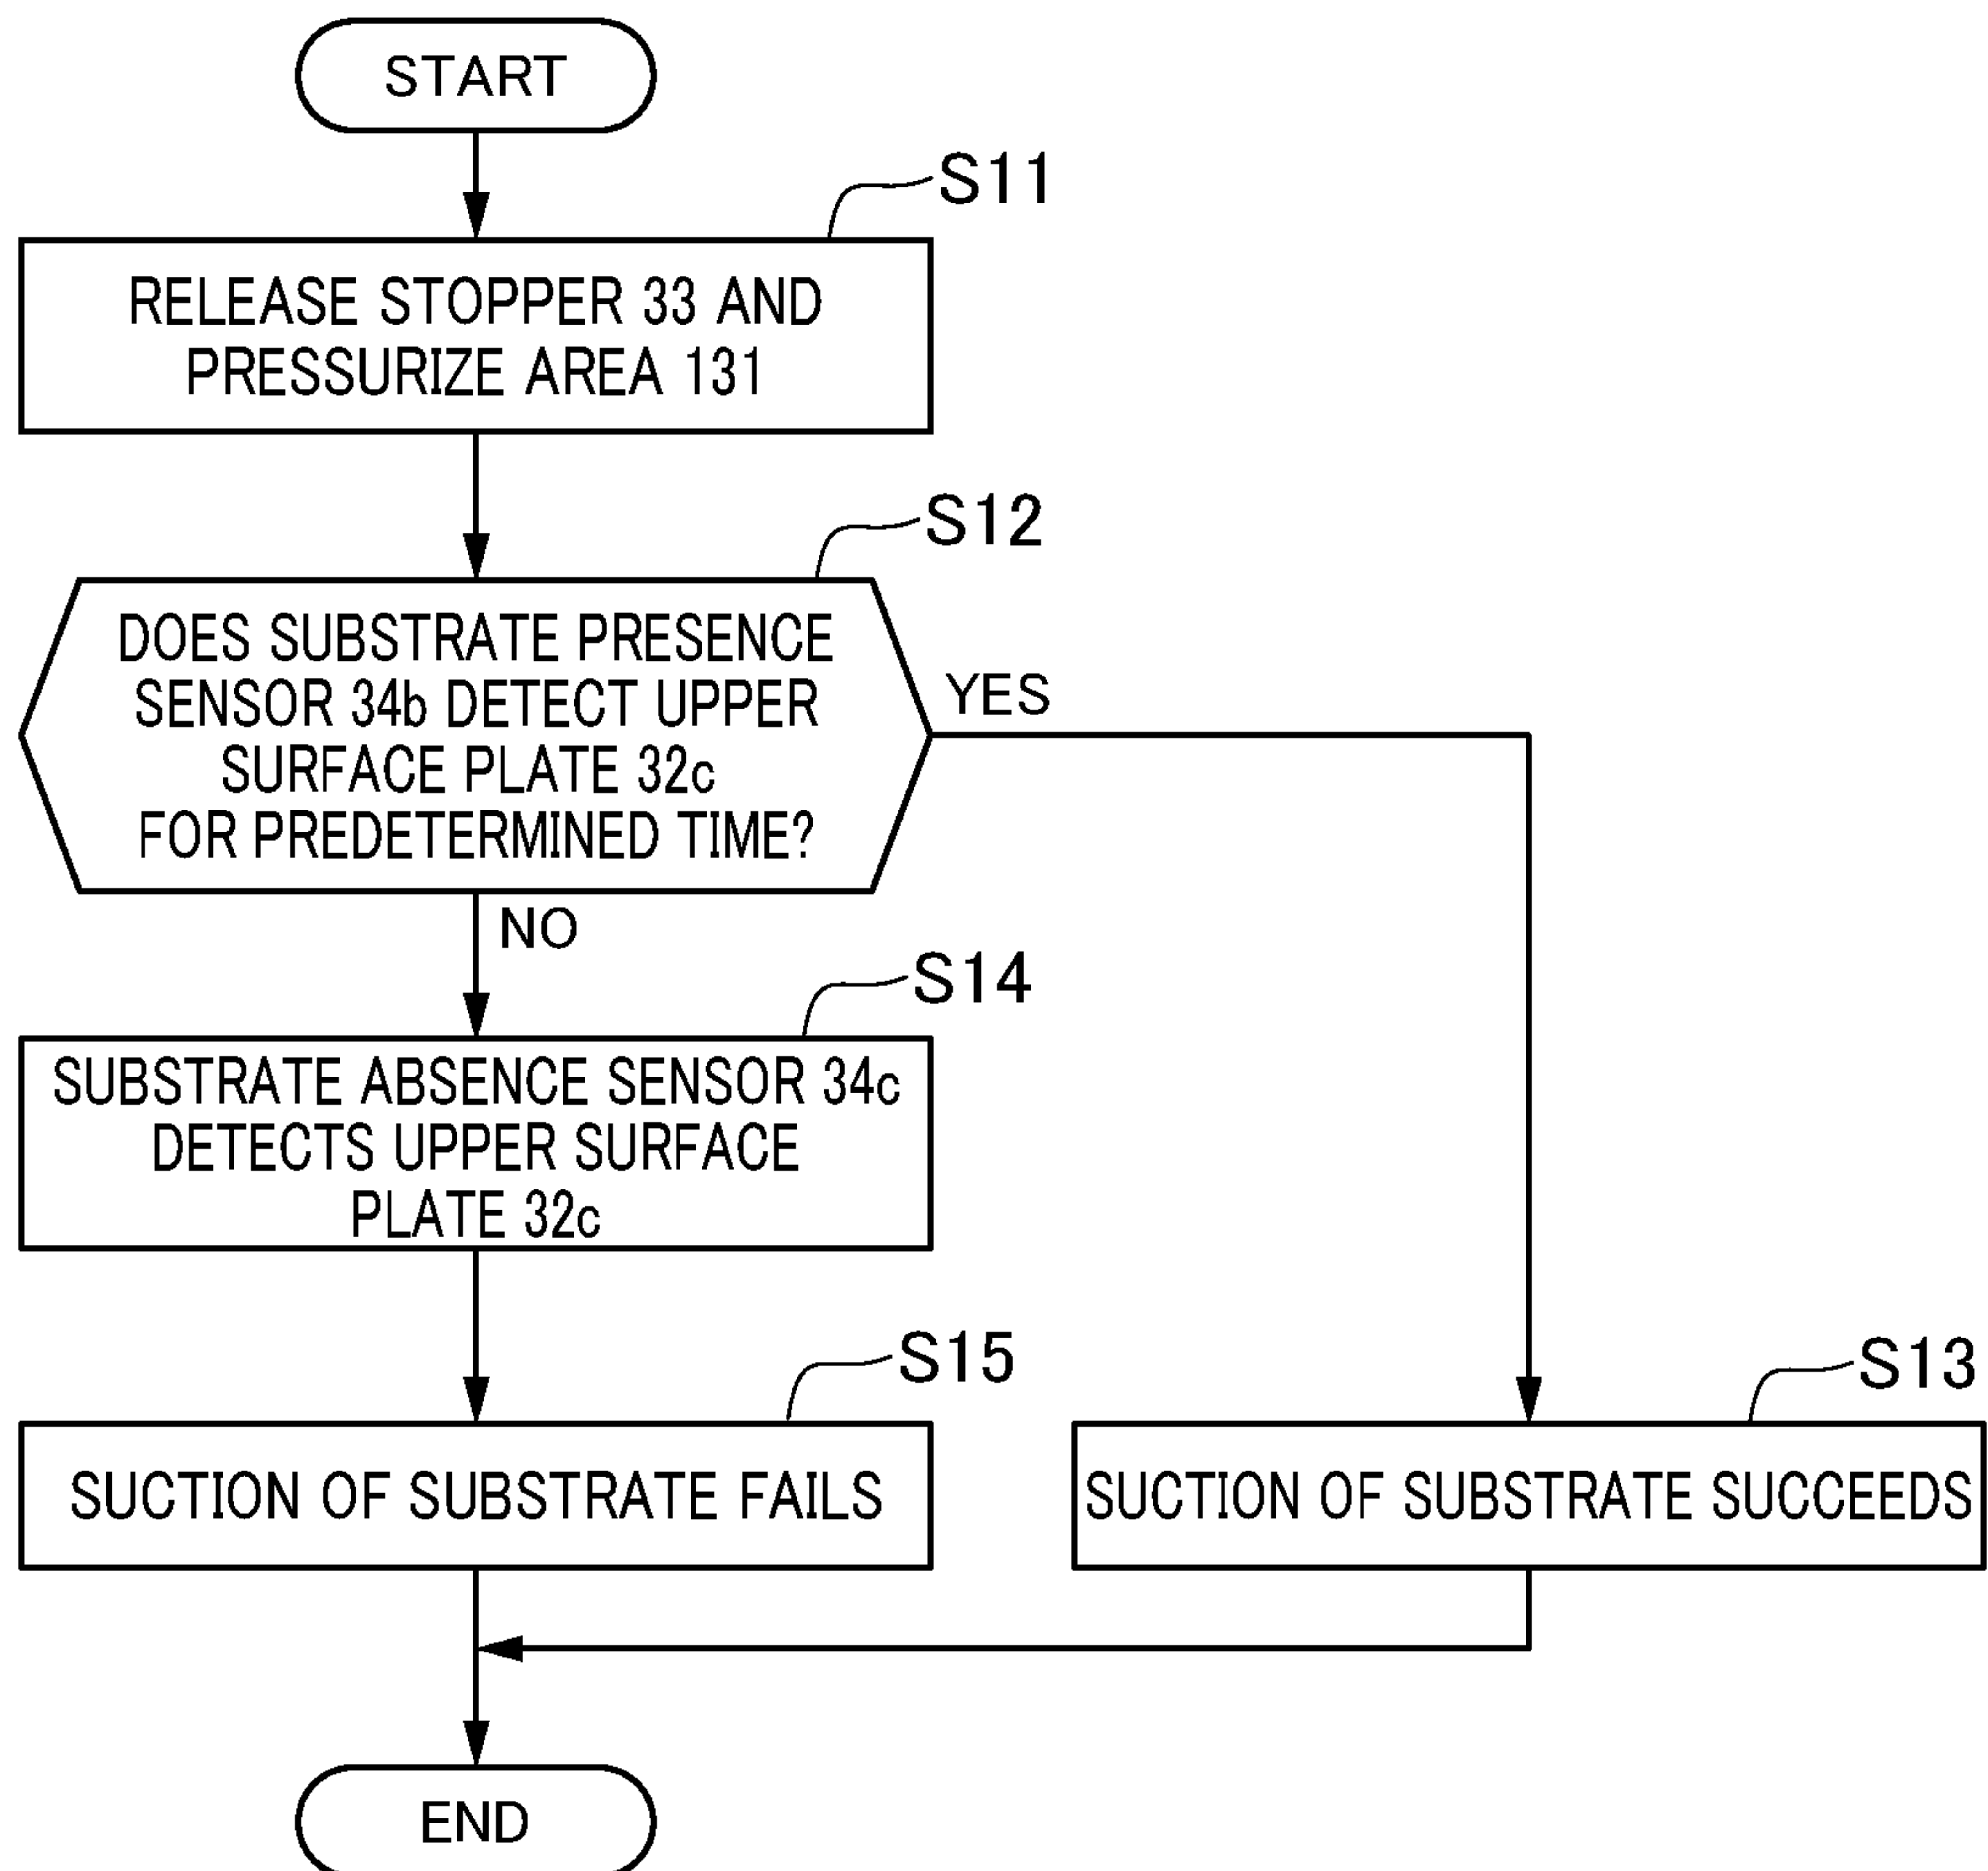 START
S11
RELEASE STOPPER 33 AND
PRESSURIZE AREA 131
S12
DOES SUBSTRATE PRESENCE
SENSOR 34b DETECT UPPER
SURFACE PLATE 32c
FOR PREDETERMINED TIME?
YES
NO
S14
SUBSTRATE ABSENCE SENSOR 34c
DETECTS UPPER SURFACE
PLATE 32c
S15
SUCTION OF SUBSTRATE FAILS
S13
SUCTION OF SUBSTRATE SUCCEEDS
END